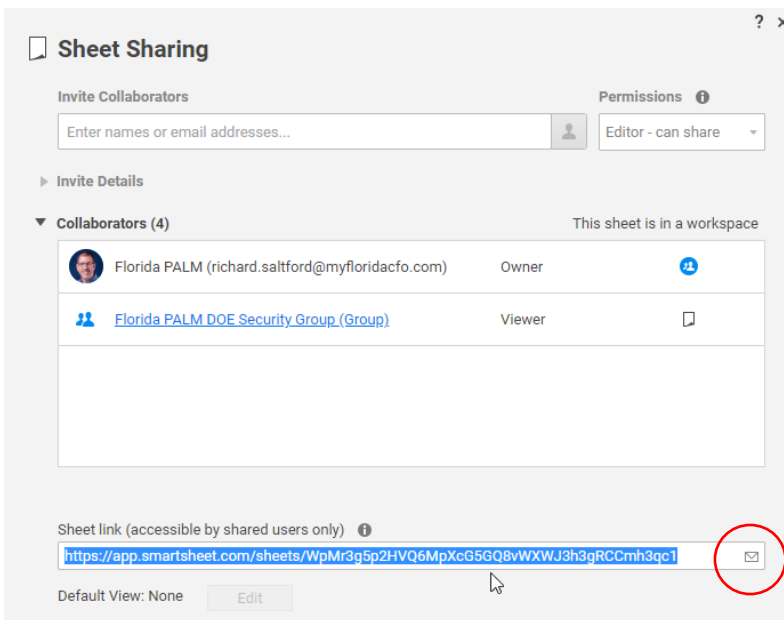 ?
Sheet Sharing
Invite Collaborators
Permissions
Enter names or email addresses...
Editor - can share
Invite Details
Collaborators (4)
This sheet is in a workspace
Florida PALM (richard.saltford@myfloridacfo.com) Owner
Florida PALM DOE Security Group (Group) Viewer
Sheet link (accessible by shared users only)
https://app.smartsheet.com/sheets/WpMr3g5p2HVQ6MpXcG5GQ8vWXWJ3h3gRCCmh3qc1
Default View: None Edit